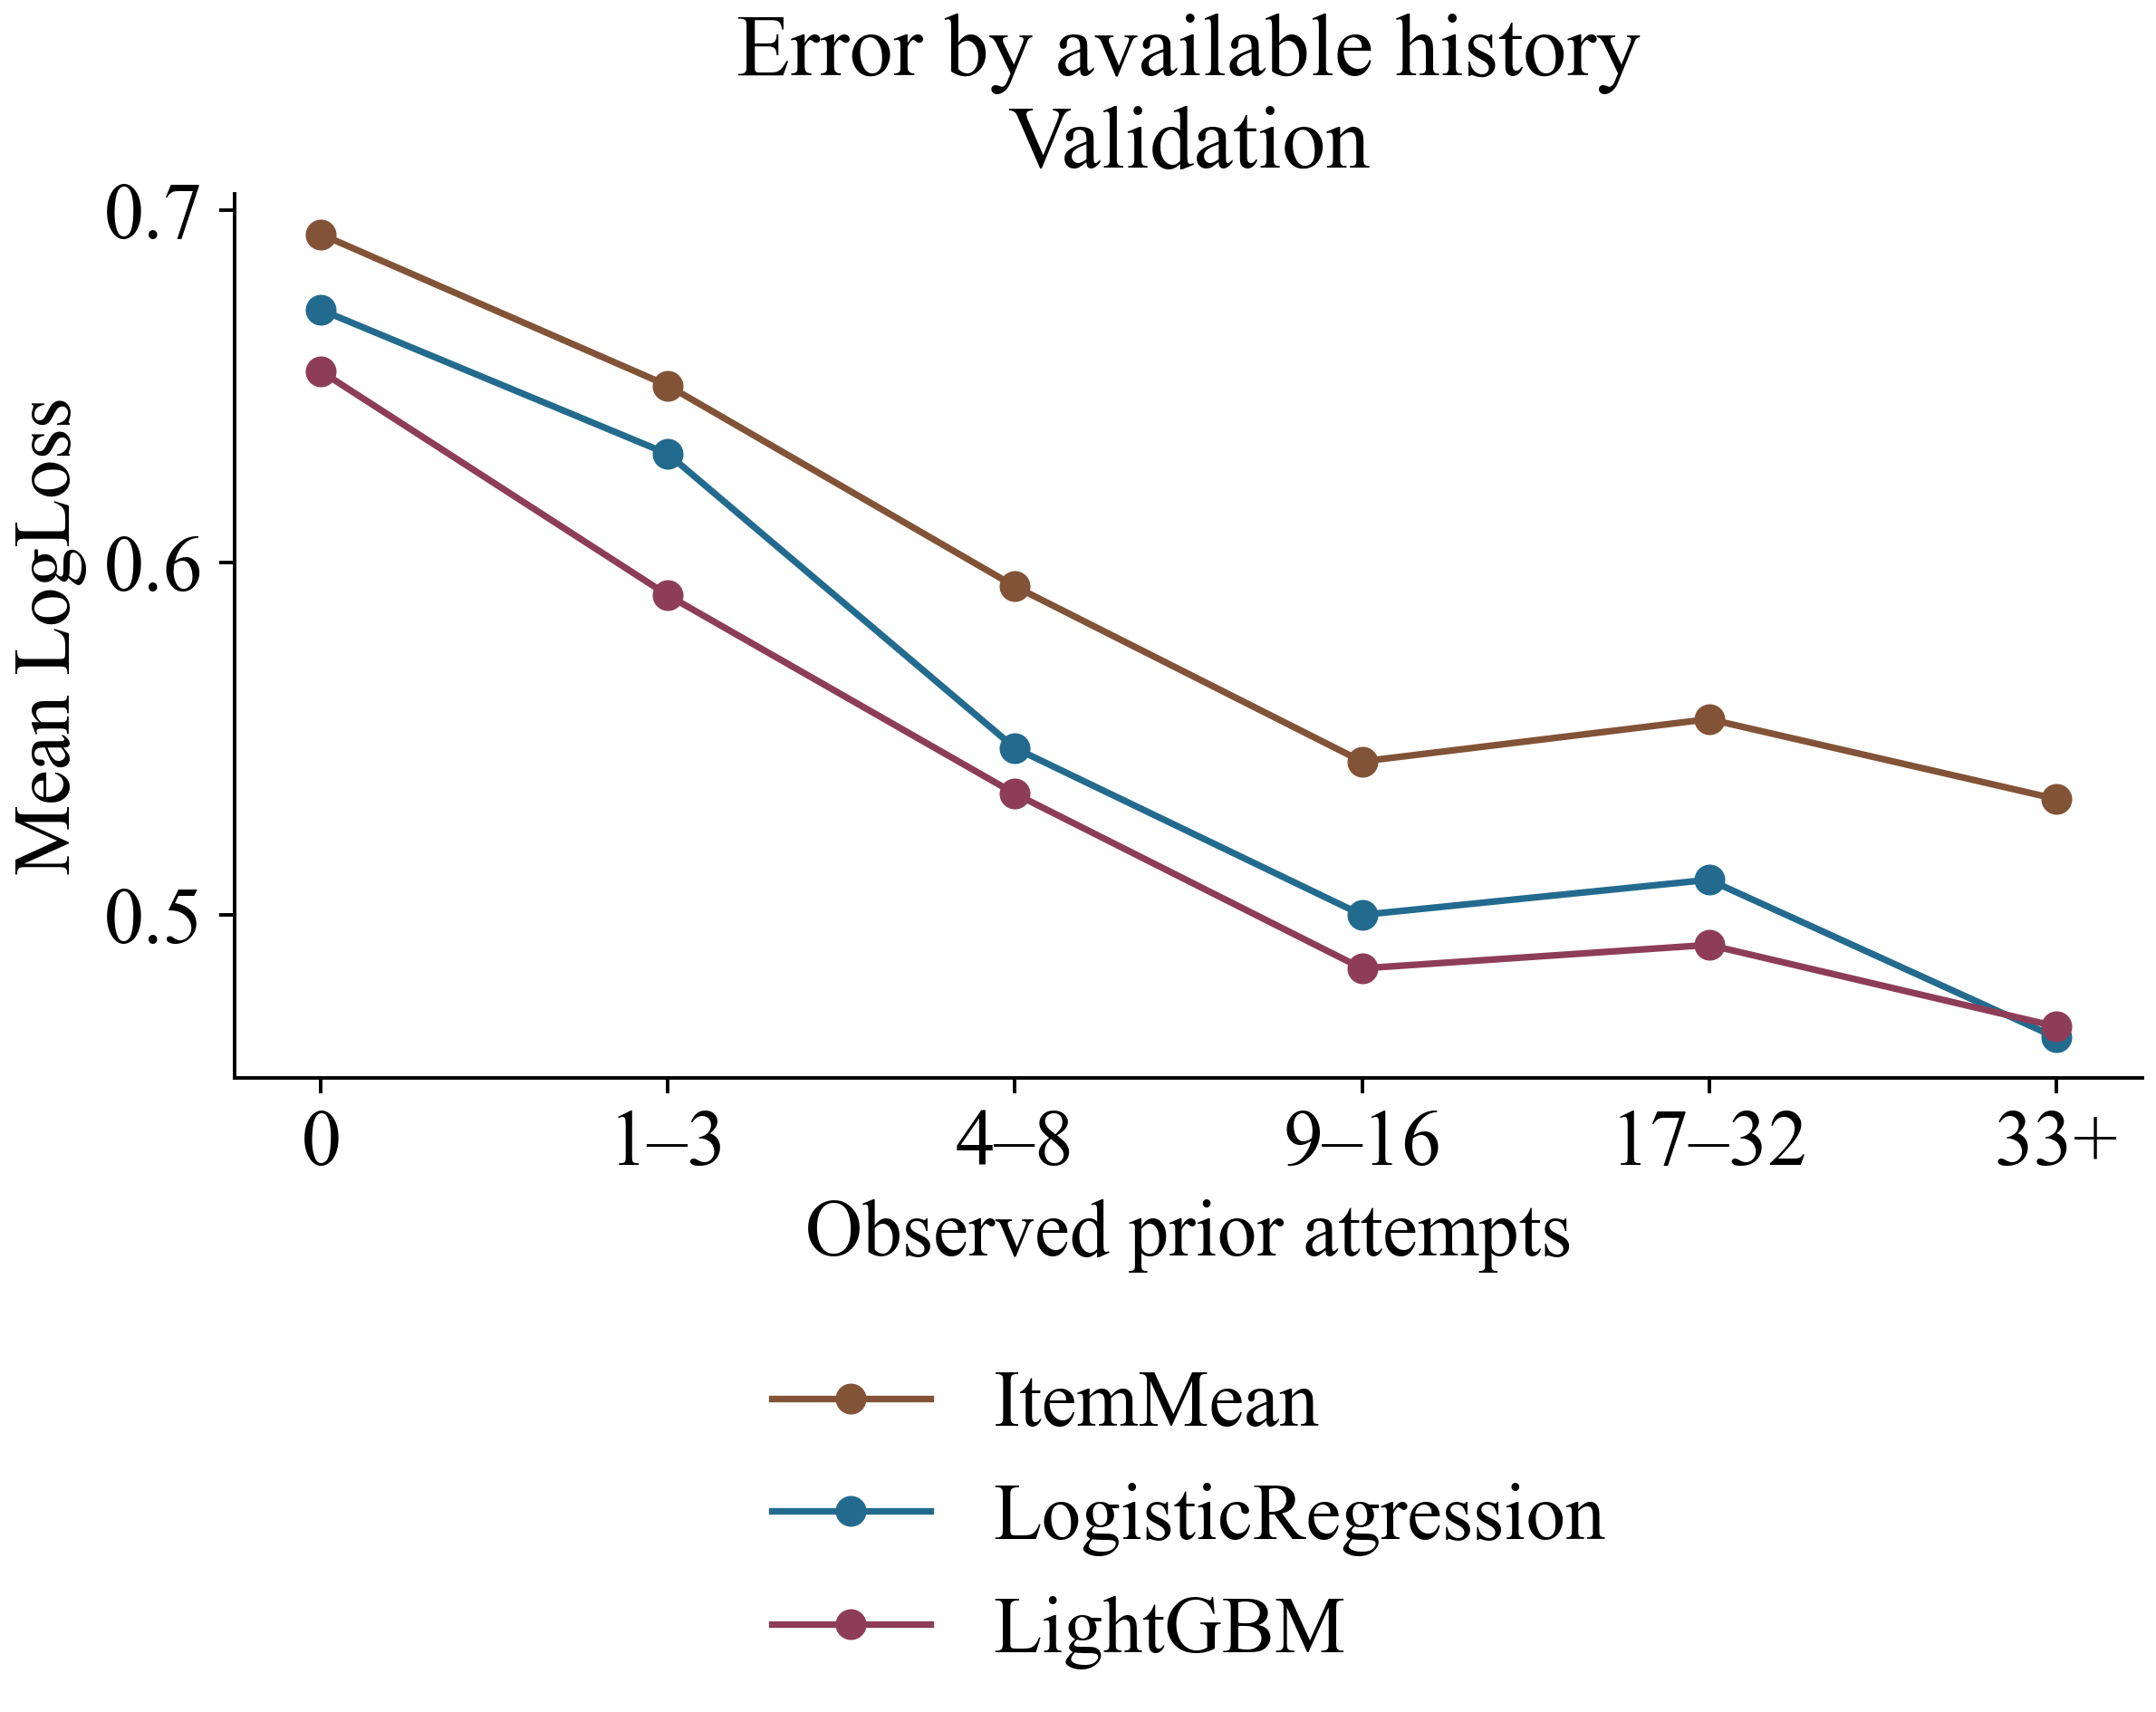 Error by available history
Validation
Mean LogLoss
0.7
0.6
0.5
0 1–3 4–8 9–16 17–32 33+
Observed prior attempts
ItemMean
LogisticRegression
LightGBM